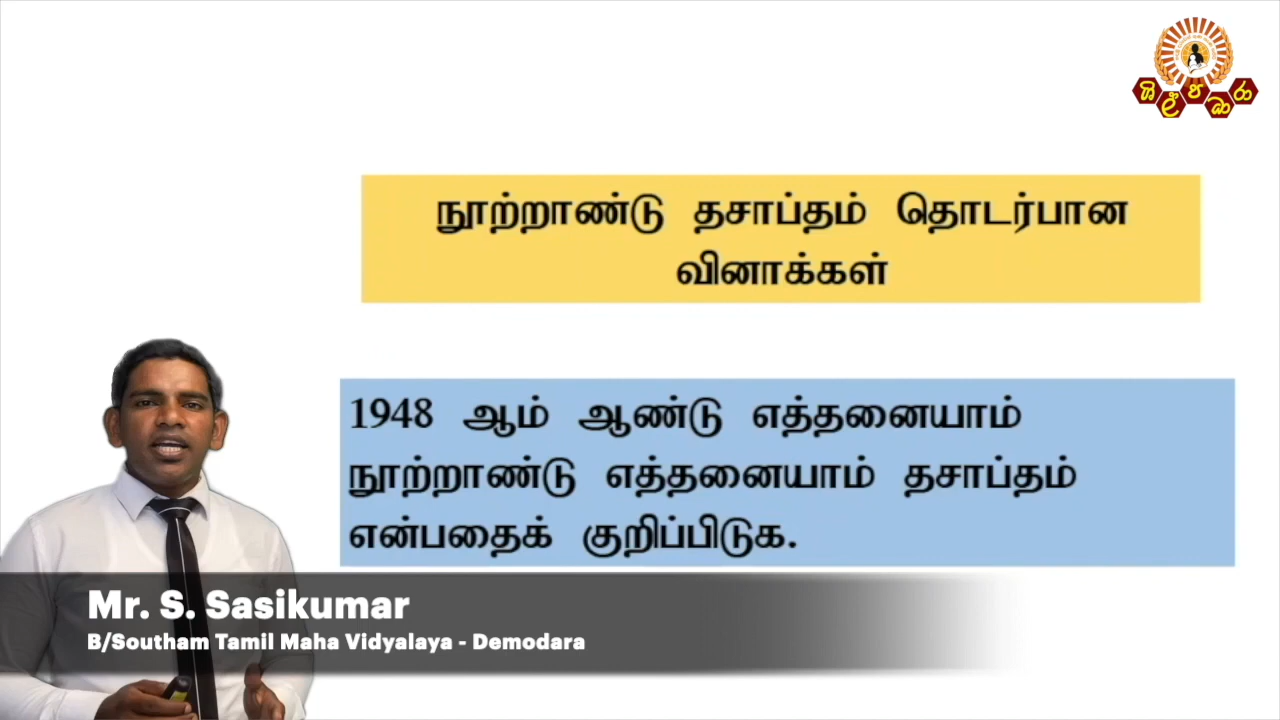 நூற்றாண்டு தசாப்தம் தொடர்பான
வினாக்கள்
1948 ஆம் ஆண்டு எத்தனையாம்
நூற்றாண்டு எத்தனையாம் தசாப்தம்
என்பதைக் குறிப்பிடுக.
Mr. S. Sasikumar
B/Southam Tamil Maha Vidyalaya - Demodara